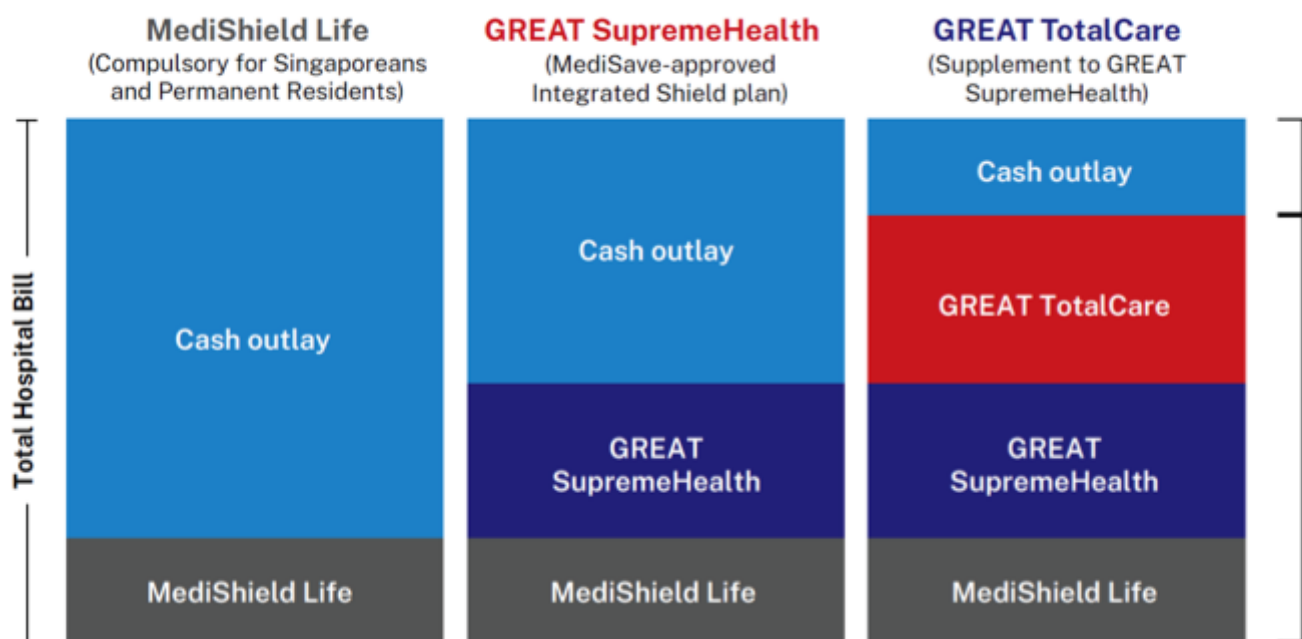 MediShield Life
(Compulsory for Singaporeans
and Permanent Residents)
GREAT SupremeHealth
(MediSave-approved
Integrated Shield plan)
GREAT TotalCare
(Supplement to GREAT
SupremeHealth)
Total Hospital Bill
Cash outlay
MediShield Life
Cash outlay
GREAT
SupremeHealth
MediShield Life
Cash outlay
GREAT TotalCare
GREAT
SupremeHealth
MediShield Life